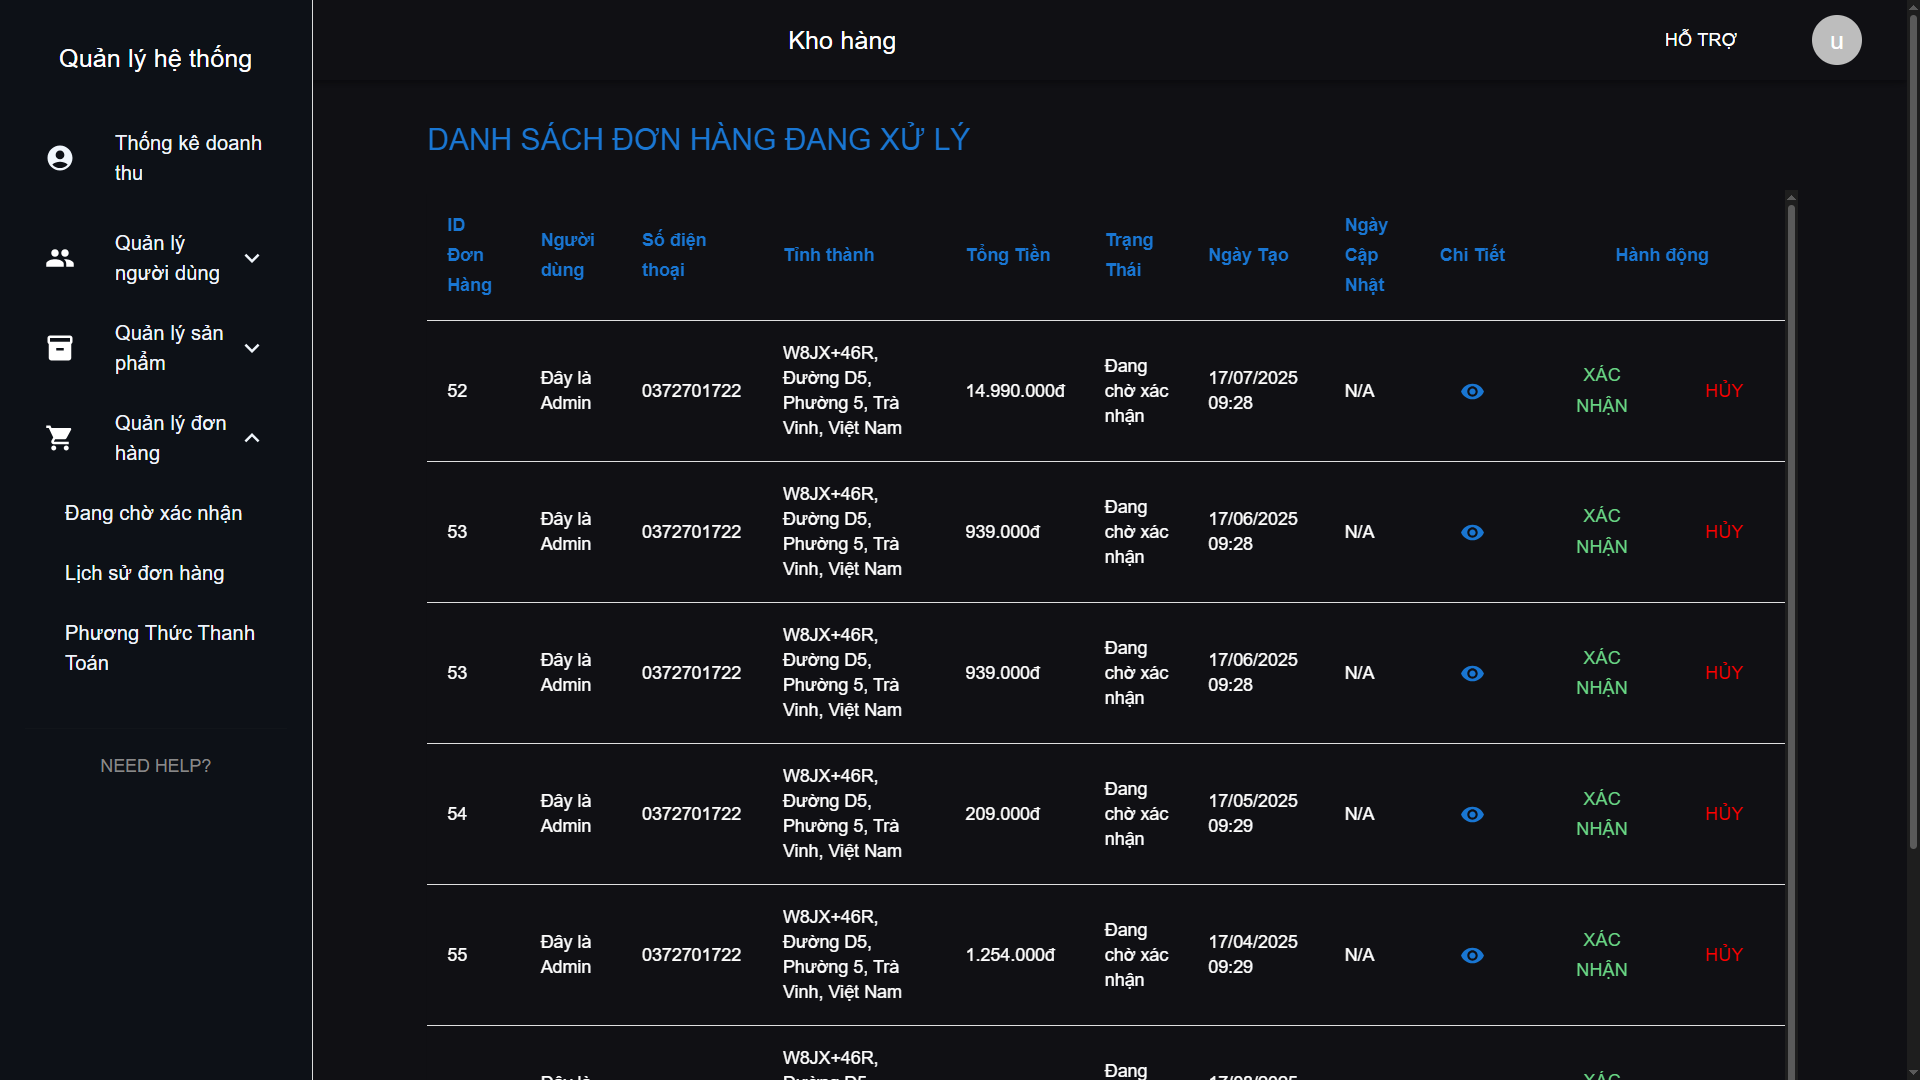 Quản lý hệ thống
Thống kê doanh
thu
Quản lý
người dùng
Quản lý sản
phẩm
Quản lý đơn
hàng
Đang chờ xác nhận
Lịch sử đơn hàng
Phương Thức Thanh
Toán
NEED HELP?
Kho hàng
HỖ TRỢ
u
DANH SÁCH ĐƠN HÀNG ĐANG XỬ LÝ
ID
Đơn
Hàng
Người
dùng
Số điện
thoại
Tỉnh thành
Tổng Tiền
Trạng
Thái
Ngày Tạo
Ngày
Cập
Nhật
Chi Tiết
Hành động
52
Đây là
Admin
0372701722
W8JX+46R,
Đường D5,
Phường 5, Trà
Vinh, Việt Nam
14.990.000đ
Đang
chờ xác
nhận
17/07/2025
09:28
N/A
XÁC
NHẬN
HỦY
53
Đây là
Admin
0372701722
W8JX+46R,
Đường D5,
Phường 5, Trà
Vinh, Việt Nam
939.000đ
Đang
chờ xác
nhận
17/06/2025
09:28
N/A
XÁC
NHẬN
HỦY
53
Đây là
Admin
0372701722
W8JX+46R,
Đường D5,
Phường 5, Trà
Vinh, Việt Nam
939.000đ
Đang
chờ xác
nhận
17/06/2025
09:28
N/A
XÁC
NHẬN
HỦY
54
Đây là
Admin
0372701722
W8JX+46R,
Đường D5,
Phường 5, Trà
Vinh, Việt Nam
209.000đ
Đang
chờ xác
nhận
17/05/2025
09:29
N/A
XÁC
NHẬN
HỦY
55
Đây là
Admin
0372701722
W8JX+46R,
Đường D5,
Phường 5, Trà
Vinh, Việt Nam
1.254.000đ
Đang
chờ xác
nhận
17/04/2025
09:29
N/A
XÁC
NHẬN
HỦY
W8JX+46R,
Đang